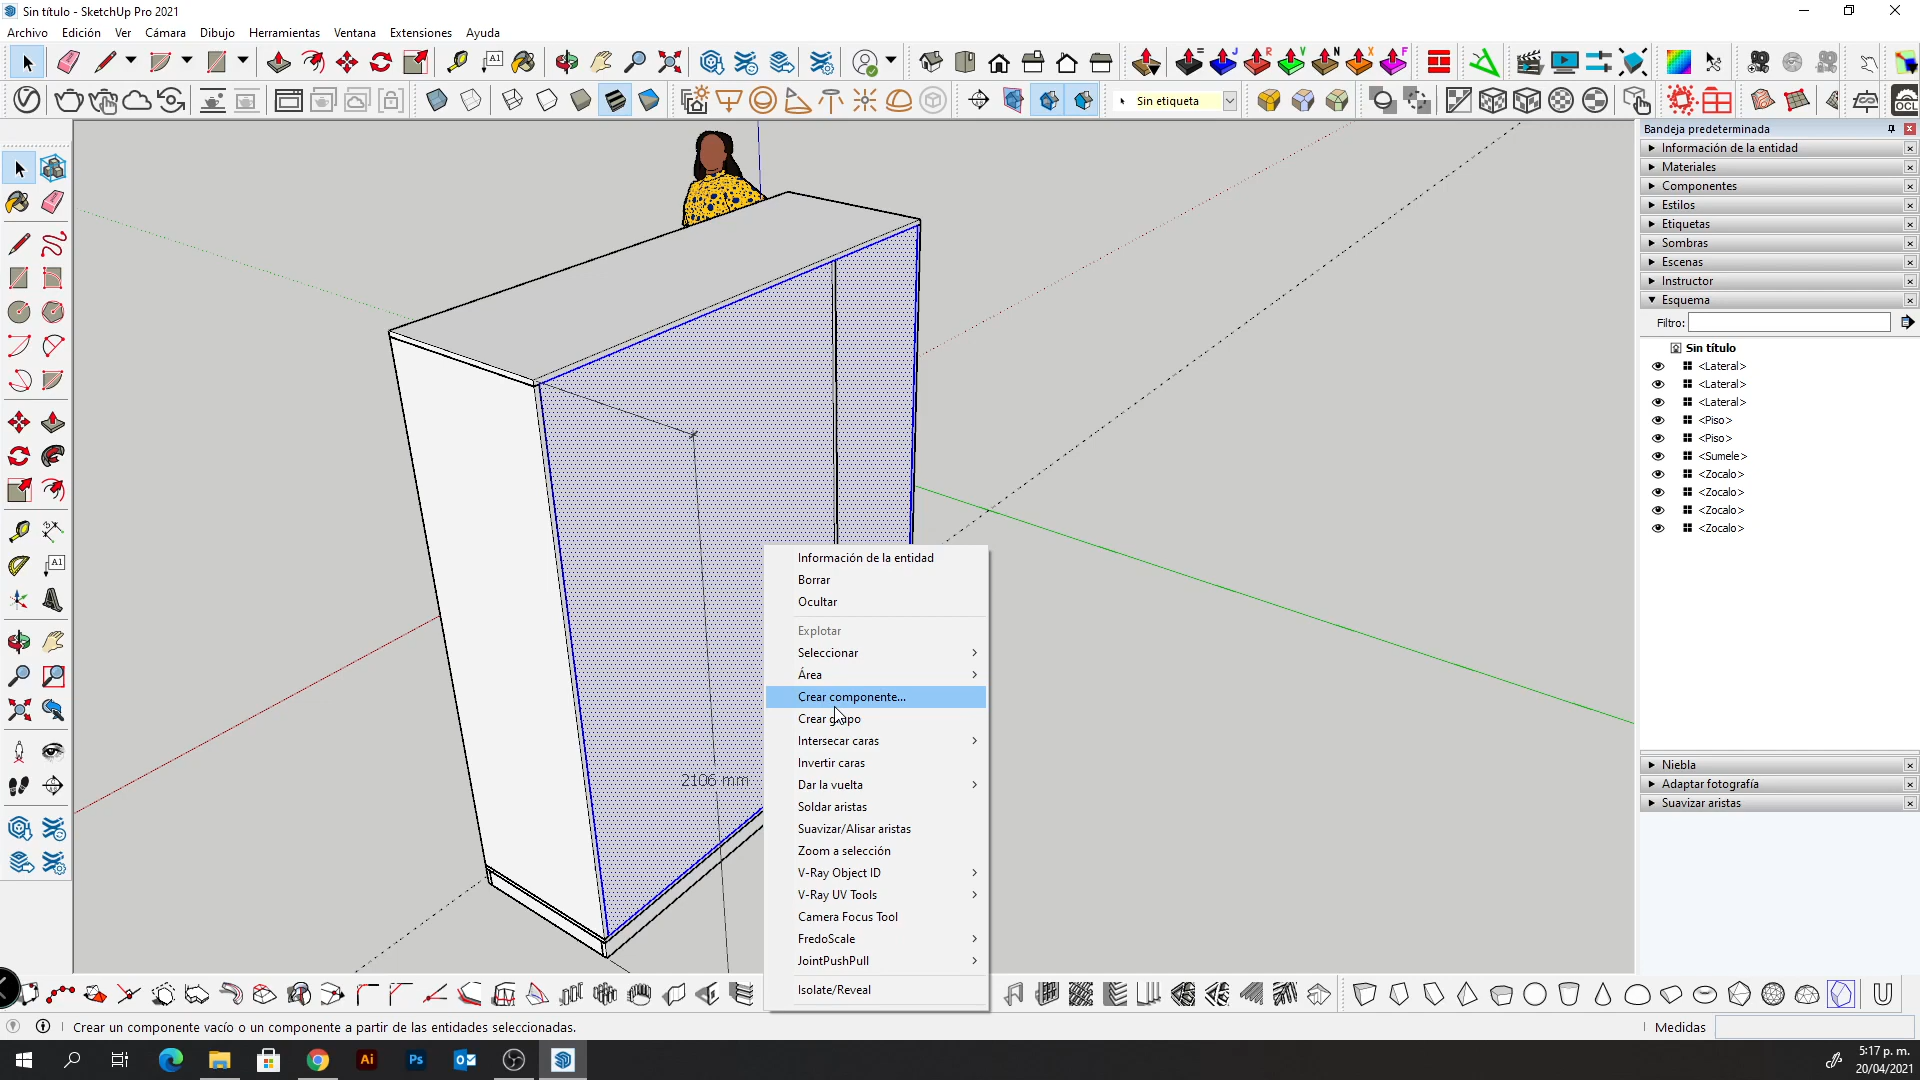 Sin título - SketchUp Pro 2021
Archivo Edición Ver Cámara Dibujo Herramientas Ventana Extensiones Ayuda
Sin etiqueta
Bandeja predeterminada
Información de la entidad
Materiales
Componentes
Estilos
Etiquetas
Sombras
Escenas
Instructor
Esquema
Filtro:
Sin título
<Lateral>
<Lateral>
<Lateral>
<Piso>
<Piso>
<Sumele>
<Zocalo>
<Zocalo>
<Zocalo>
<Zocalo>
Niebla
Adaptar fotografía
Suavizar aristas
2106 mm
Información de la entidad
Borrar
Ocultar
Explotar
Seleccionar
Área
Crear componente...
Crear grupo
Intersecar caras
Invertir caras
Dar la vuelta
Soldar aristas
Suavizar/Alisar aristas
Zoom a selección
V-Ray Object ID
V-Ray UV Tools
Camera Focus Tool
FredoScale
JointPushPull
Isolate/Reveal
Crear un componente vacío o un componente a partir de las entidades seleccionadas.
Medidas
5:17 p. m.
20/04/2021